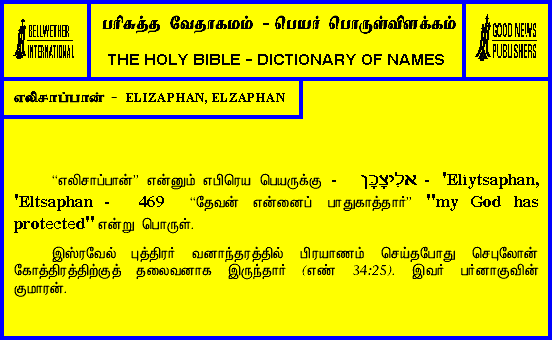 BELLWETHER
INTERNATIONAL
பரிசுத்த வேதாகமம் - பெயர் பொருள்விளக்கம்
THE HOLY BIBLE - DICTIONARY OF NAMES
GOOD NEWS
PUBLISHERS
எலிசாப்பான் - ELIZAPHAN, ELZAPHAN
“எலிசாப்பான்” என்னும் எபிரெய பெயருக்கு - אלִיצָכָן - 'Eliytsaphan,
'Eltsaphan - 469 “தேவன் என்னைப் பாதுகாத்தார்” "my God has
protected" என்று பொருள்.
இஸ்ரவேல் புத்திரர் வனாந்தரத்தில் பிரயாணம் செய்தபோது செபுலோன்
கோத்திரத்திற்குத் தலைவனாக இருந்தார் (எண் 34:25). இவர் பர்னாகுவின்
குமாரன்.